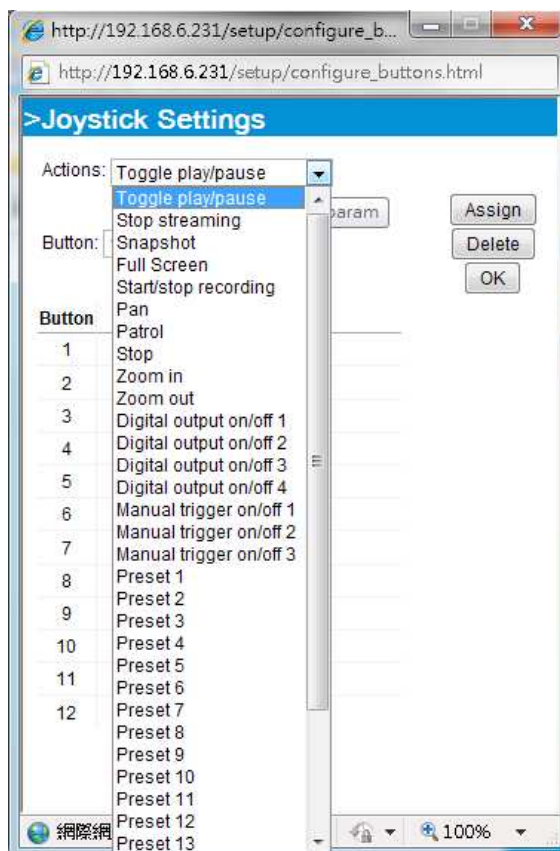 http://192.168.6.231/setup/configure_b...
http://192.168.6.231/setup/configure_buttons.html
>Joystick Settings
Actions: Toggle play/pause
Toggle play/pause
Stop streaming
Snapshot
Full Screen
Start/stop recording
Pan
Patrol
Stop
Zoom in
Zoom out
Digital output on/off 1
Digital output on/off 2
Digital output on/off 3
Digital output on/off 4
Manual trigger on/off 1
Manual trigger on/off 2
Manual trigger on/off 3
Preset 1
Preset 2
Preset 3
Preset 4
Preset 5
Preset 6
Preset 7
Preset 8
Preset 9
Preset 10
Preset 11
Preset 12
Preset 13
param
Assign
Button:
Delete
OK
Button
1
2
3
4
5
6
7
8
9
10
11
12
網際網
100%